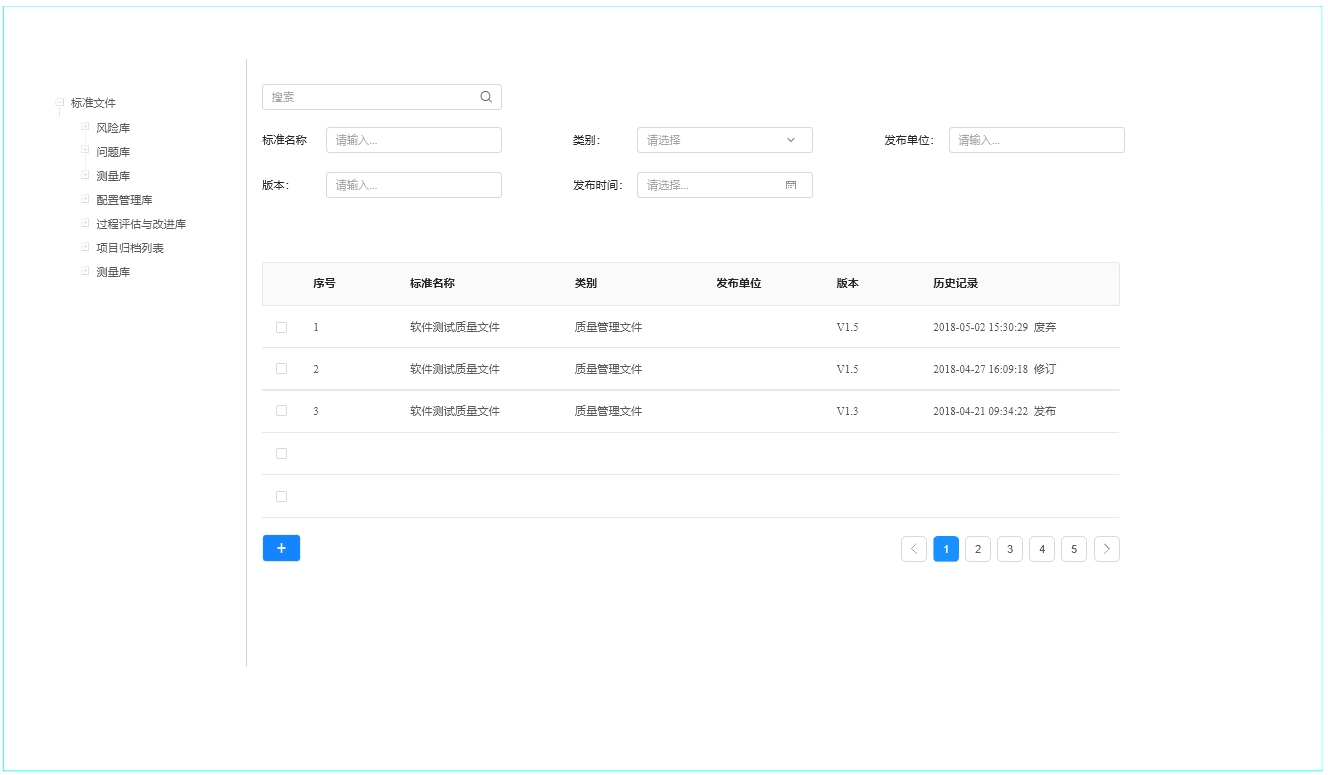 标准文件
风险库
问题库
测量库
配置管理库
过程评估与改进库
项目归档列表
测量库
搜索
标准名称 请输入... 类别： 请选择 发布单位： 请输入...
版本： 请输入... 发布时间： 请选择...
序号 标准名称 类别 发布单位 版本 历史记录
1 软件测试质量文件 质量管理文件 V1.5 2018-05-02 15:30:29 废弃
2 软件测试质量文件 质量管理文件 V1.5 2018-04-27 16:09:18 修订
3 软件测试质量文件 质量管理文件 V1.3 2018-04-21 09:34:22 发布
+ < 1 2 3 4 5 >